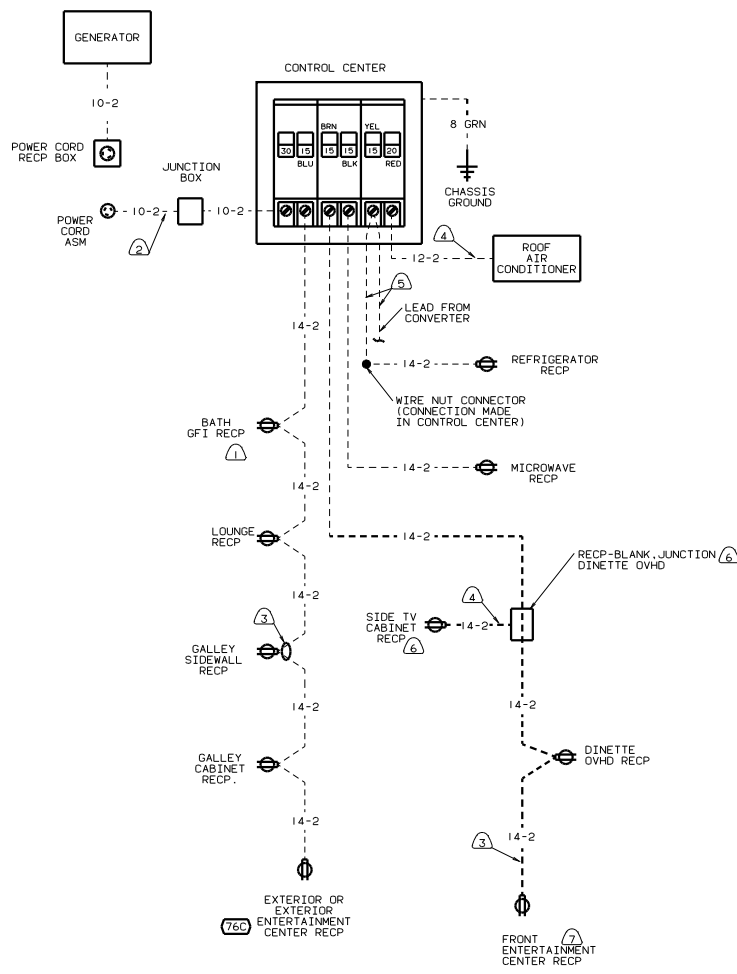 GENERATOR
10-2
POWER CORD
RECP BOX
JUNCTION
BOX
POWER
CORD
ASM
10-2
10-2
2
CONTROL CENTER
BRN
YEL
30
15
15
15
15
20
BLU
BLK
RED
8 GRN
CHASSIS
GROUND
4
12-2
ROOF
AIR
CONDITIONER
5
LEAD FROM
CONVERTER
14-2
14-2
REFRIGERATOR
RECP
WIRE NUT CONNECTOR
(CONNECTION MADE
IN CONTROL CENTER)
BATH
GFI RECP
1
14-2
MICROWAVE
RECP
14-2
LOUNGE
RECP
14-2
RECP-BLANK,JUNCTION 6
DINETTE OVHD
14-2
3
4
SIDE TV
CABINET
RECP
6
14-2
GALLEY
SIDEWALL
RECP
14-2
14-2
GALLEY
CABINET
RECP.
DINETTE
OVHD RECP
14-2
14-2
3
EXTERIOR OR
EXTERIOR
ENTERTAINMENT
CENTER RECP
76C
FRONT 7
ENTERTAINMENT
CENTER RECP